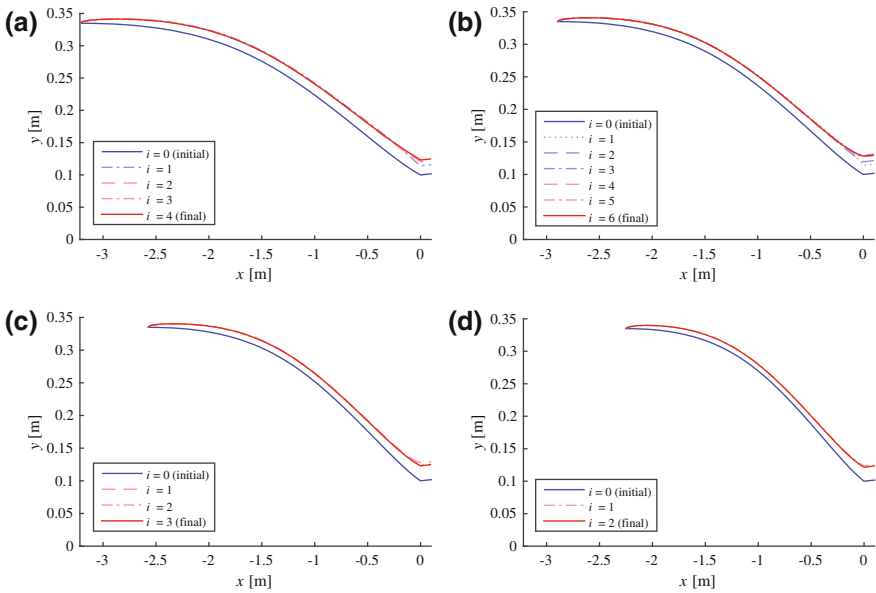 (a)
0.35
0.3
0.25
0.2
0.15
0.1
0.05
0
y [m]
i = 0 (initial)
i = 1
i = 2
i = 3
i = 4 (final)
-3
-2.5
-2
-1.5
-1
-0.5
0
x [m]
(b)
0.35
0.3
0.25
0.2
0.15
0.1
0.05
0
y [m]
i = 0 (initial)
i = 1
i = 2
i = 3
i = 4
i = 5
i = 6 (final)
-3
-2.5
-2
-1.5
-1
-0.5
0
x [m]
(c)
0.35
0.3
0.25
0.2
0.15
0.1
0.05
0
y [m]
i = 0 (initial)
i = 1
i = 2
i = 3 (final)
-3
-2.5
-2
-1.5
-1
-0.5
0
x [m]
(d)
0.35
0.3
0.25
0.2
0.15
0.1
0.05
0
y [m]
i = 0 (initial)
i = 1
i = 2 (final)
-3
-2.5
-2
-1.5
-1
-0.5
0
x [m]